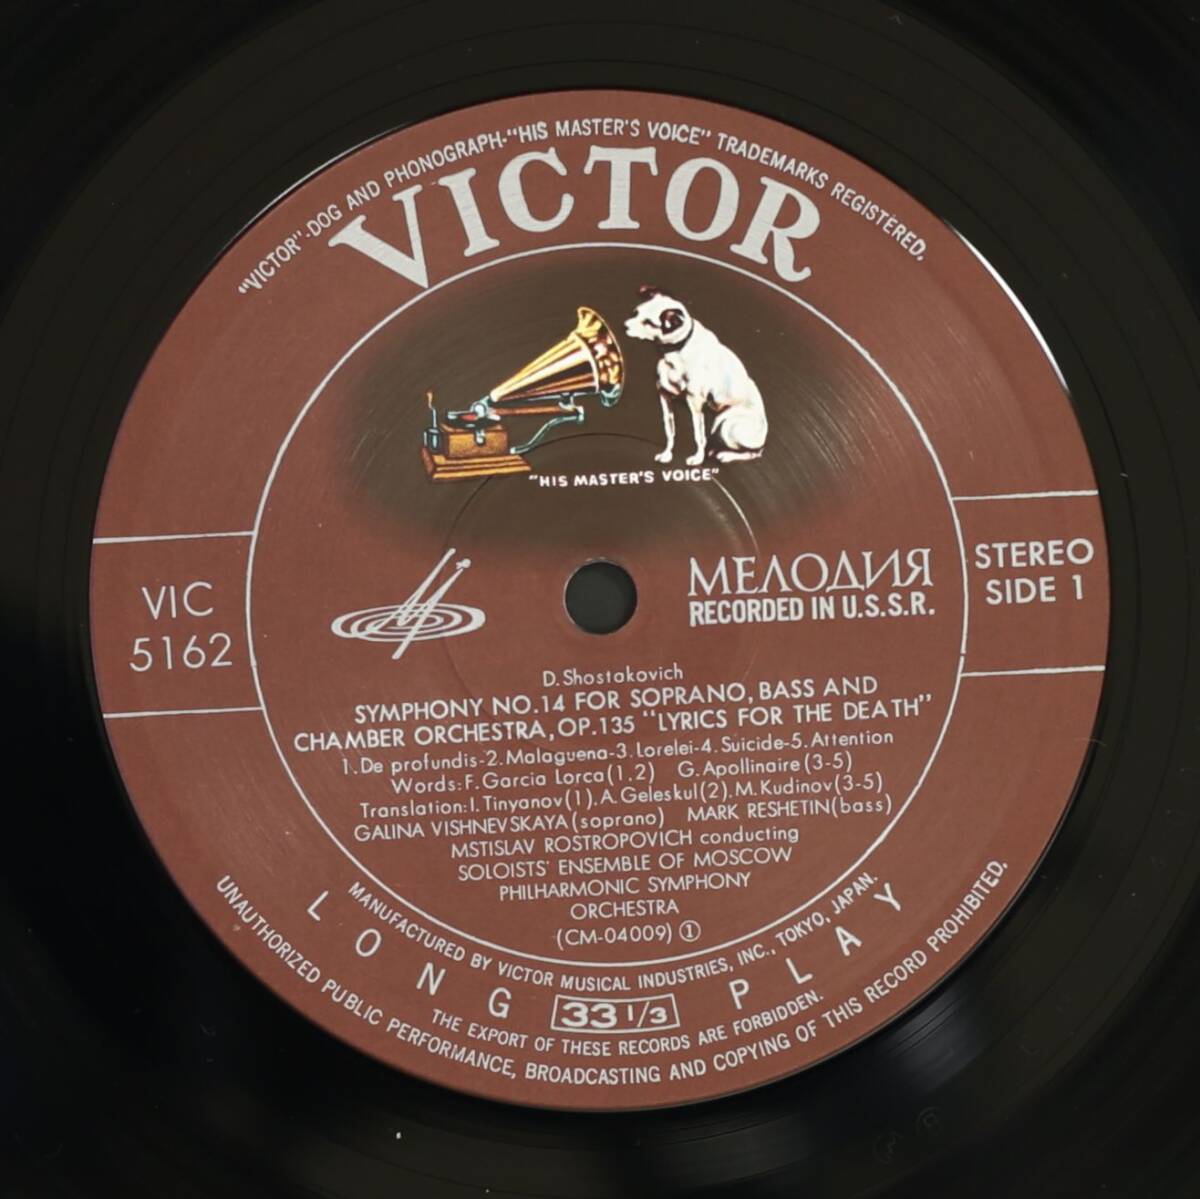 "VICTOR"-DOG AND PHONOGRAPH-"HIS MASTER'S VOICE" TRADEMARKS REGISTERED.
VICTOR
"HIS MASTER'S VOICE"
VIC
5162
МЕЛОДИЯ
RECORDED IN U.S.S.R.
STEREO
SIDE 1
D.Shostakovich
SYMPHONY NO.14 FOR SOPRANO, BASS AND
CHAMBER ORCHESTRA, OP.135 "LYRICS FOR THE DEATH"
1.De profundis-2.Malaguena-3.Lorelei-4.Suicide-5.Attention
Words:F.Garcia Lorca(1.2) G.Apollinaire(3-5)
Translation:I.Tinyanov(1).A.Geleskul(2).M.Kudinov(3-5)
GALINA VISHNEVSKAYA(soprano) MARK RESHETIN(bass)
MSTISLAV ROSTROPOVICH conducting
SOLOISTS' ENSEMBLE OF MOSCOW
PHILHARMONIC SYMPHONY
ORCHESTRA
(CM-04009) ①
MANUFACTURED BY VICTOR MUSICAL INDUSTRIES, INC., TOKYO, JAPAN.
LONG 33 1/3 PLAY
THE EXPORT OF THESE RECORDS ARE FORBIDDEN.
UNAUTHORIZED PUBLIC PERFORMANCE, BROADCASTING AND COPYING OF THIS RECORD PROHIBITED.